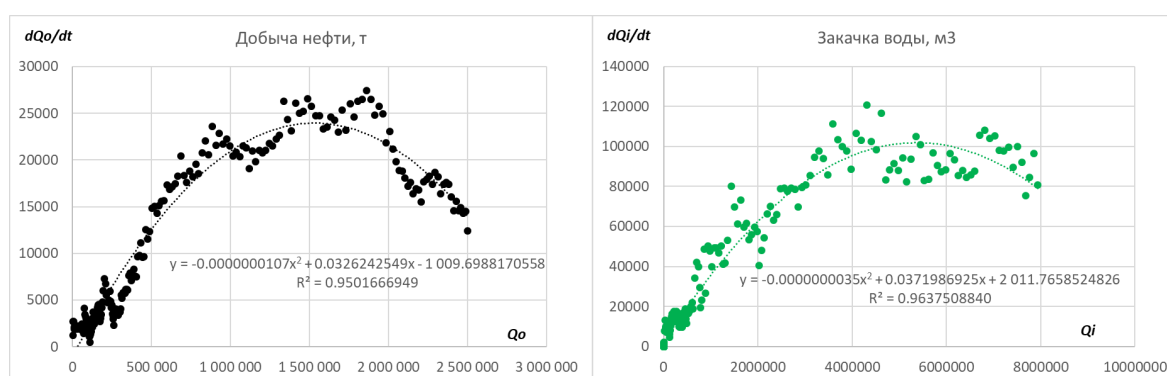 dQo/dt
Добыча нефти, т
30000
25000
20000
15000
10000
5000
0
y = -0.0000000107x² + 0.0326242549x - 1 009.6988170558
R² = 0.9501666949
Qo
0 500 000 1 000 000 1 500 000 2 000 000 2 500 000 3 000 000
dQi/dt
Закачка воды, м3
140000
120000
100000
80000
60000
40000
20000
0
y = -0.0000000035x² + 0.0371986925x + 2 011.7658524826
R² = 0.9637508840
Qi
0 2000000 4000000 6000000 8000000 10000000